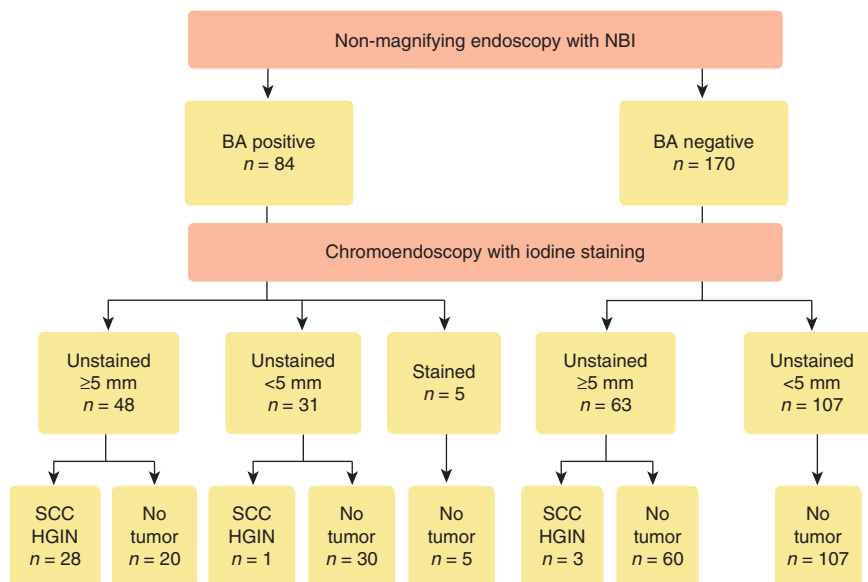 Non-magnifying endoscopy with NBI
BA positive
n = 84
BA negative
n = 170
Chromoendoscopy with iodine staining
Unstained
≥5 mm
n = 48
Unstained
<5 mm
n = 31
Stained
n = 5
Unstained
≥5 mm
n = 63
Unstained
<5 mm
n = 107
SCC
HGIN
n = 28
No
tumor
n = 20
SCC
HGIN
n = 1
No
tumor
n = 30
No
tumor
n = 5
SCC
HGIN
n = 3
No
tumor
n = 60
No
tumor
n = 107